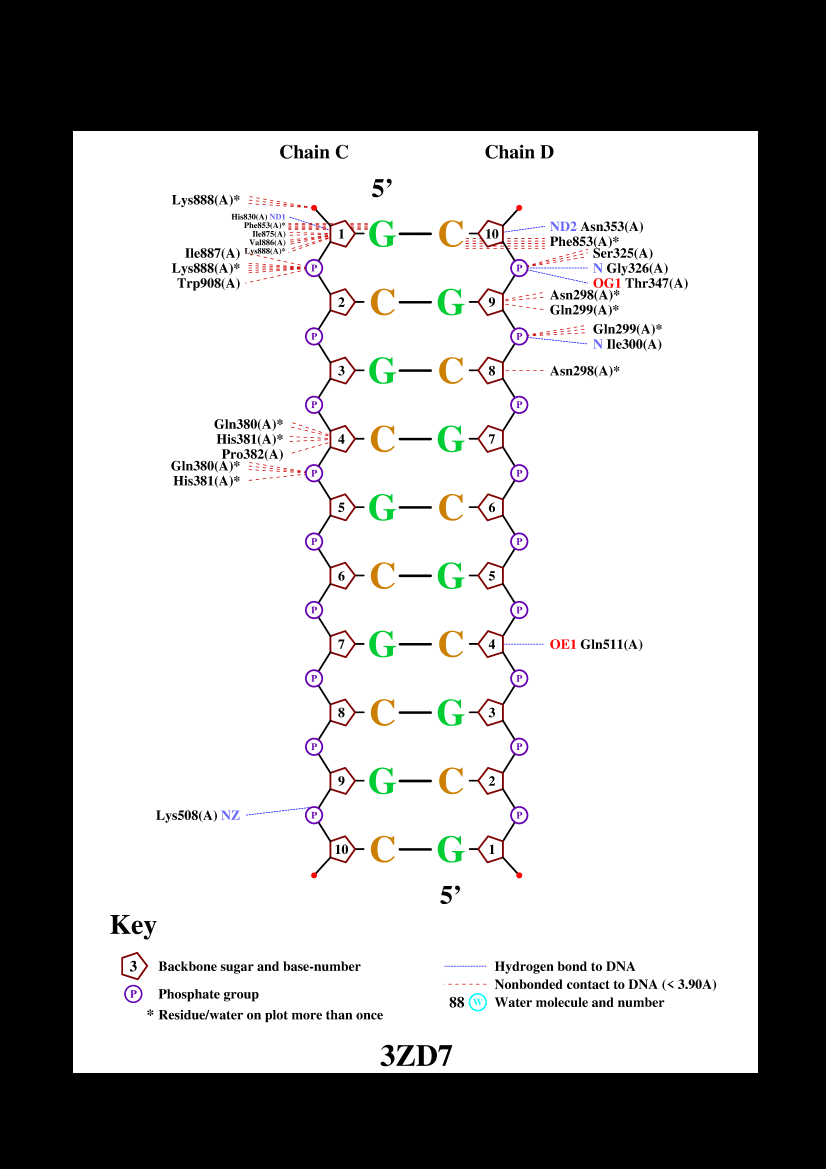 Chain C Chain D
5’
Lys888(A)*
His830(A) ND1
Phe853(A)*
Ile875(A)
Val886(A)
Lys888(A)*
1 G C 10
ND2 Asn353(A)
Phe853(A)*
Ile887(A)
Lys888(A)*
Trp908(A)
P P
Ser325(A)
N Gly326(A)
OG1 Thr347(A)
2 C G 9
Asn298(A)*
Gln299(A)*
P P
Gln299(A)*
N Ile300(A)
3 G C 8
Asn298(A)*
P P
Gln380(A)*
His381(A)*
Pro382(A)
4 C G 7
Gln380(A)*
His381(A)*
P P
5 G C 6
P P
6 C G 5
P P
7 G C 4
OE1 Gln511(A)
P P
8 C G 3
P P
9 G C 2
Lys508(A) NZ
P P
10 C G 1
5’
Key
3 Backbone sugar and base-number
P Phosphate group
* Residue/water on plot more than once
Hydrogen bond to DNA
Nonbonded contact to DNA (< 3.90A)
88 W Water molecule and number
3ZD7